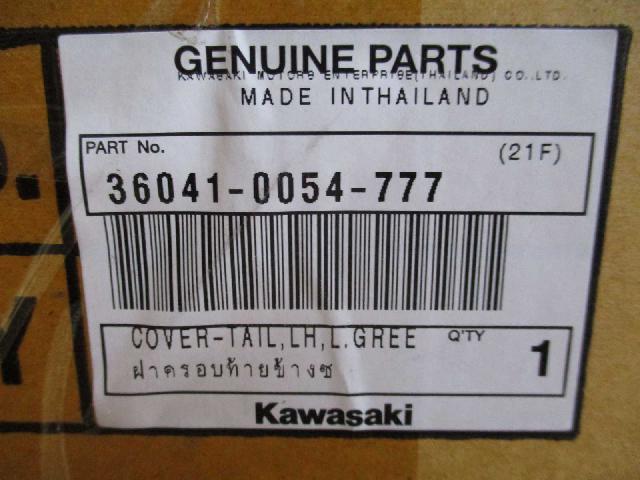 GENUINE PARTS
KAWASAKI MOTORS ENTERPRISE(THAILAND) CO.,LTD.
MADE INTHAILAND
PART No.
(21F)
36041-0054-777
COVER-TAIL,LH,L.GREE
Q'TY
1
ฝาครอบท้ายข้างซ
Kawasaki